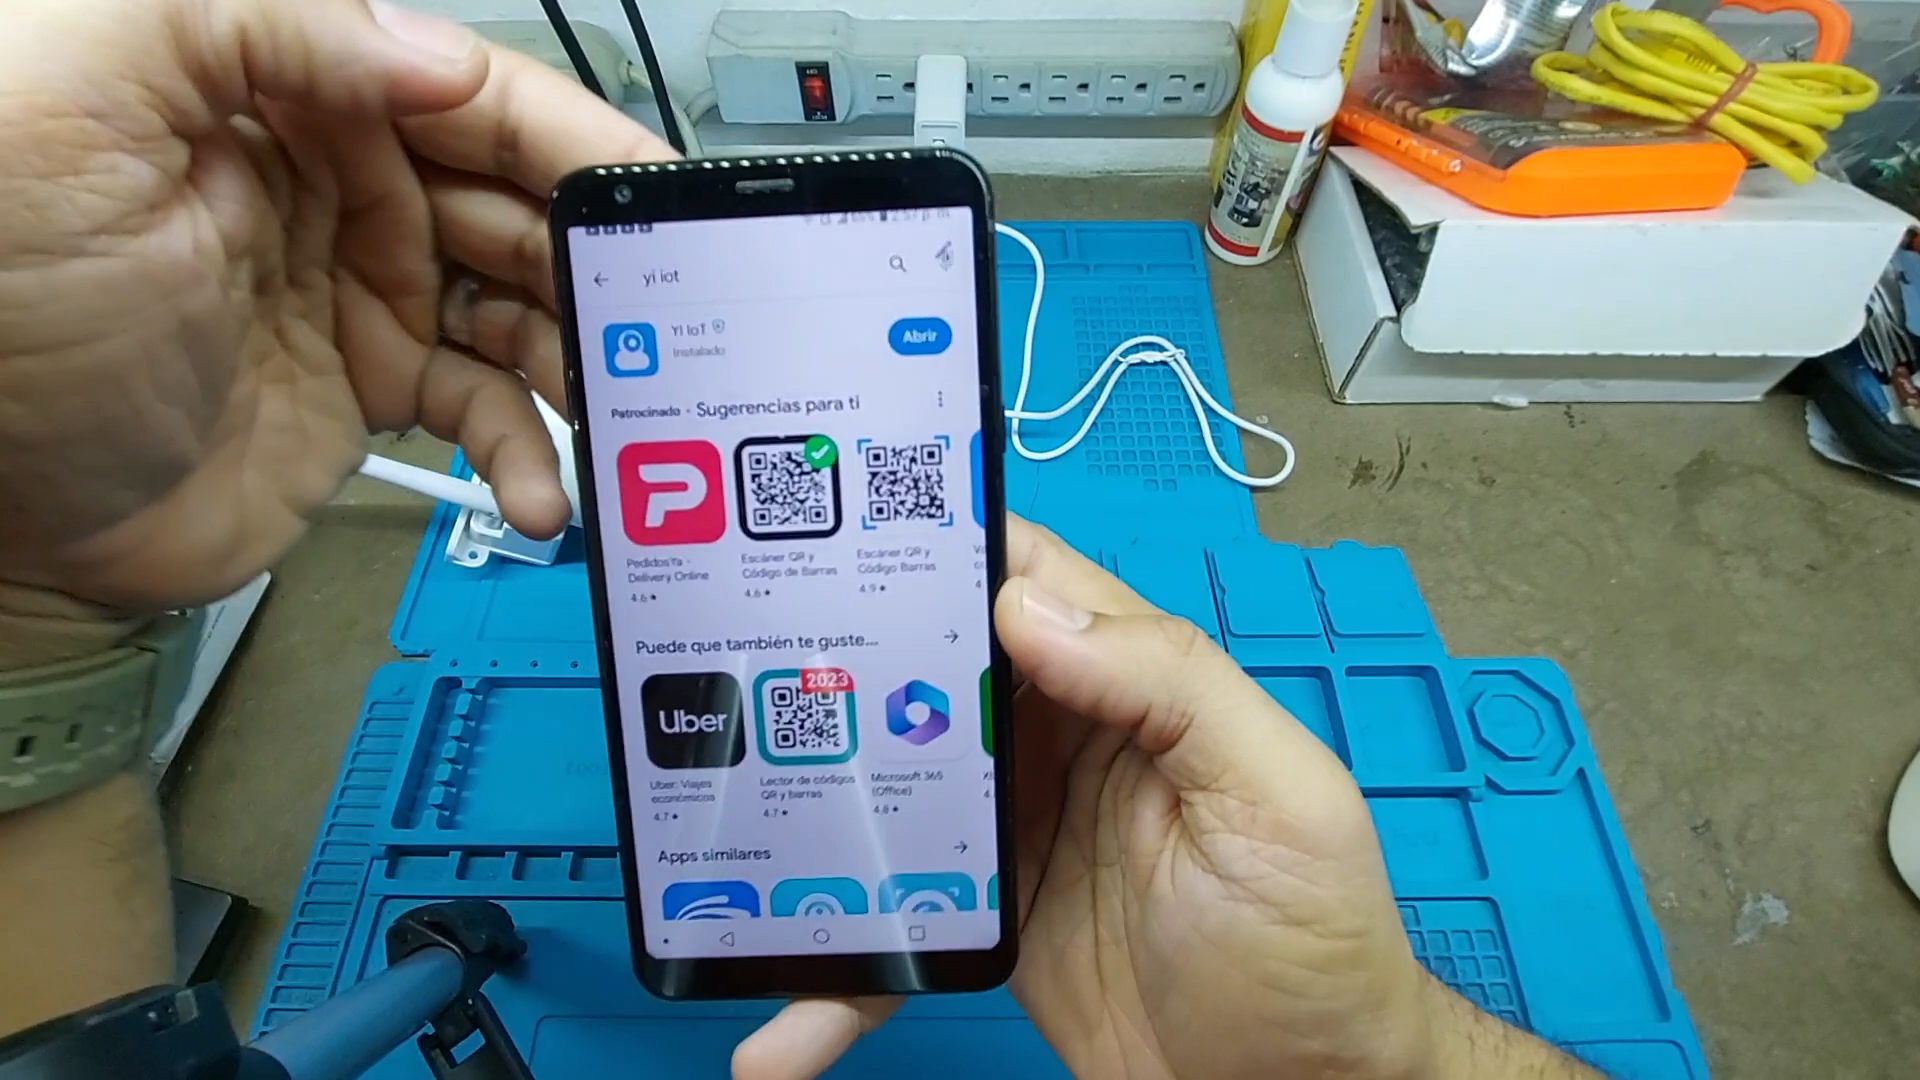 yi iot
YI IoT
Instalado
Abrir
Patrocinado · Sugerencias para ti
PedidosYa -
Delivery Online
4.6★
Escáner QR y
Código de Barras
4.6★
Escáner QR y
Código Barras
4.9★
Puede que también te guste...
Uber
2023
Uber: Viajes
económicos
4.7★
Lector de códigos
QR y barras
4.7★
Microsoft 365
(Office)
4.8★
Apps similares